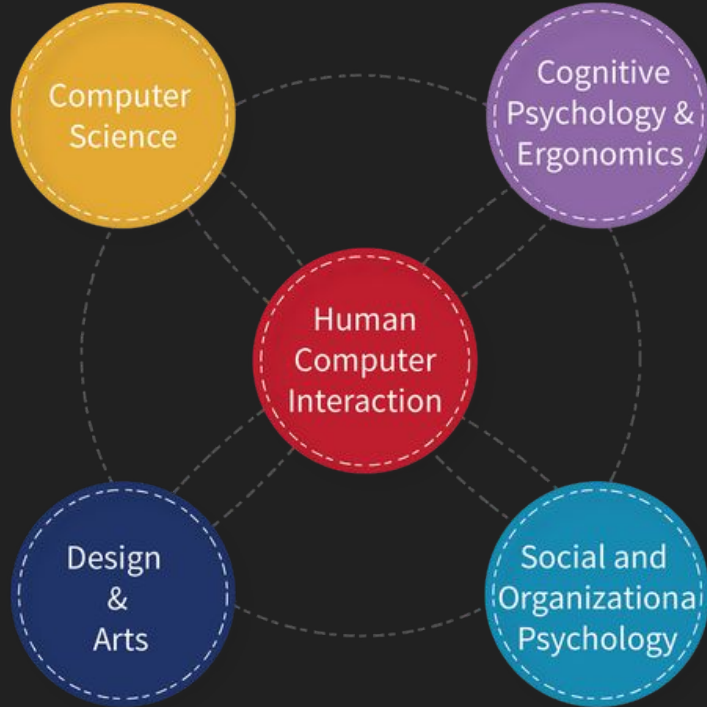 Computer
Science
Cognitive
Psychology &
Ergonomics
Human
Computer
Interaction
Design
&
Arts
Social and
Organizationa
Psychology